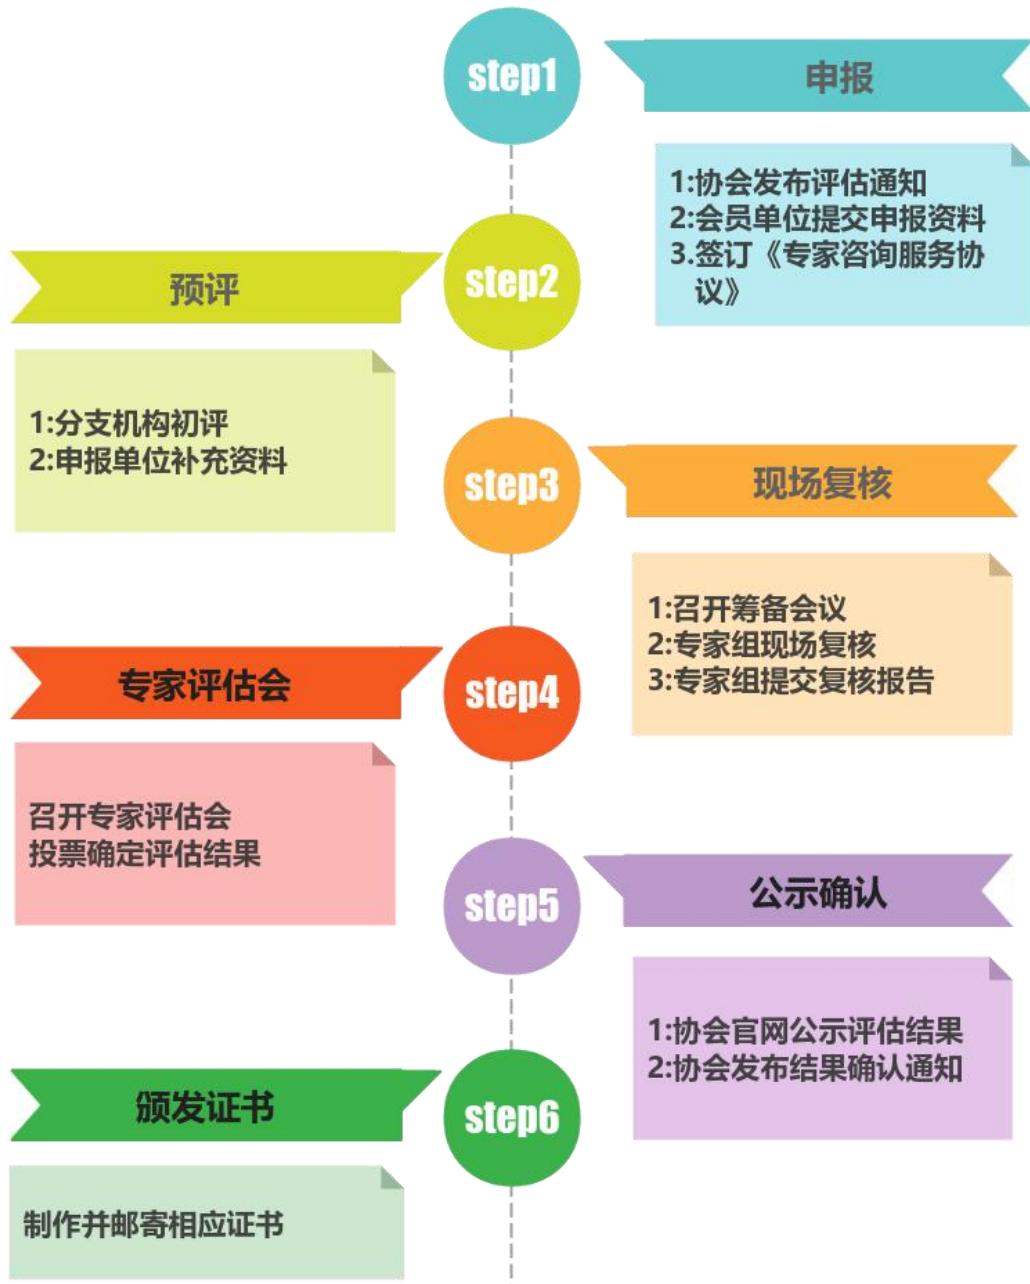 step1
申报
1:协会发布评估通知
2:会员单位提交申报资料
3.签订《专家咨询服务协
议》
step2
预评
1:分支机构初评
2:申报单位补充资料
step3
现场复核
1:召开筹备会议
2:专家组现场复核
3:专家组提交复核报告
step4
专家评估会
召开专家评估会
投票确定评估结果
step5
公示确认
1:协会官网公示评估结果
2:协会发布结果确认通知
step6
颁发证书
制作并邮寄相应证书